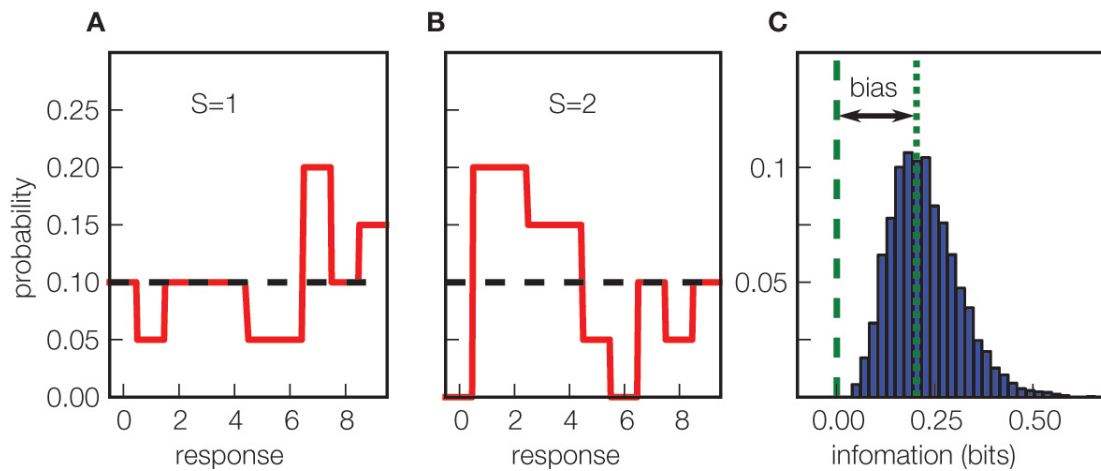 A
B
C
S=1
S=2
bias
probability
0.25
0.20
0.15
0.10
0.05
0.00
0.1
0.05
0 2 4 6 8
0 2 4 6 8
0.00 0.25 0.50
response
response
infomation (bits)